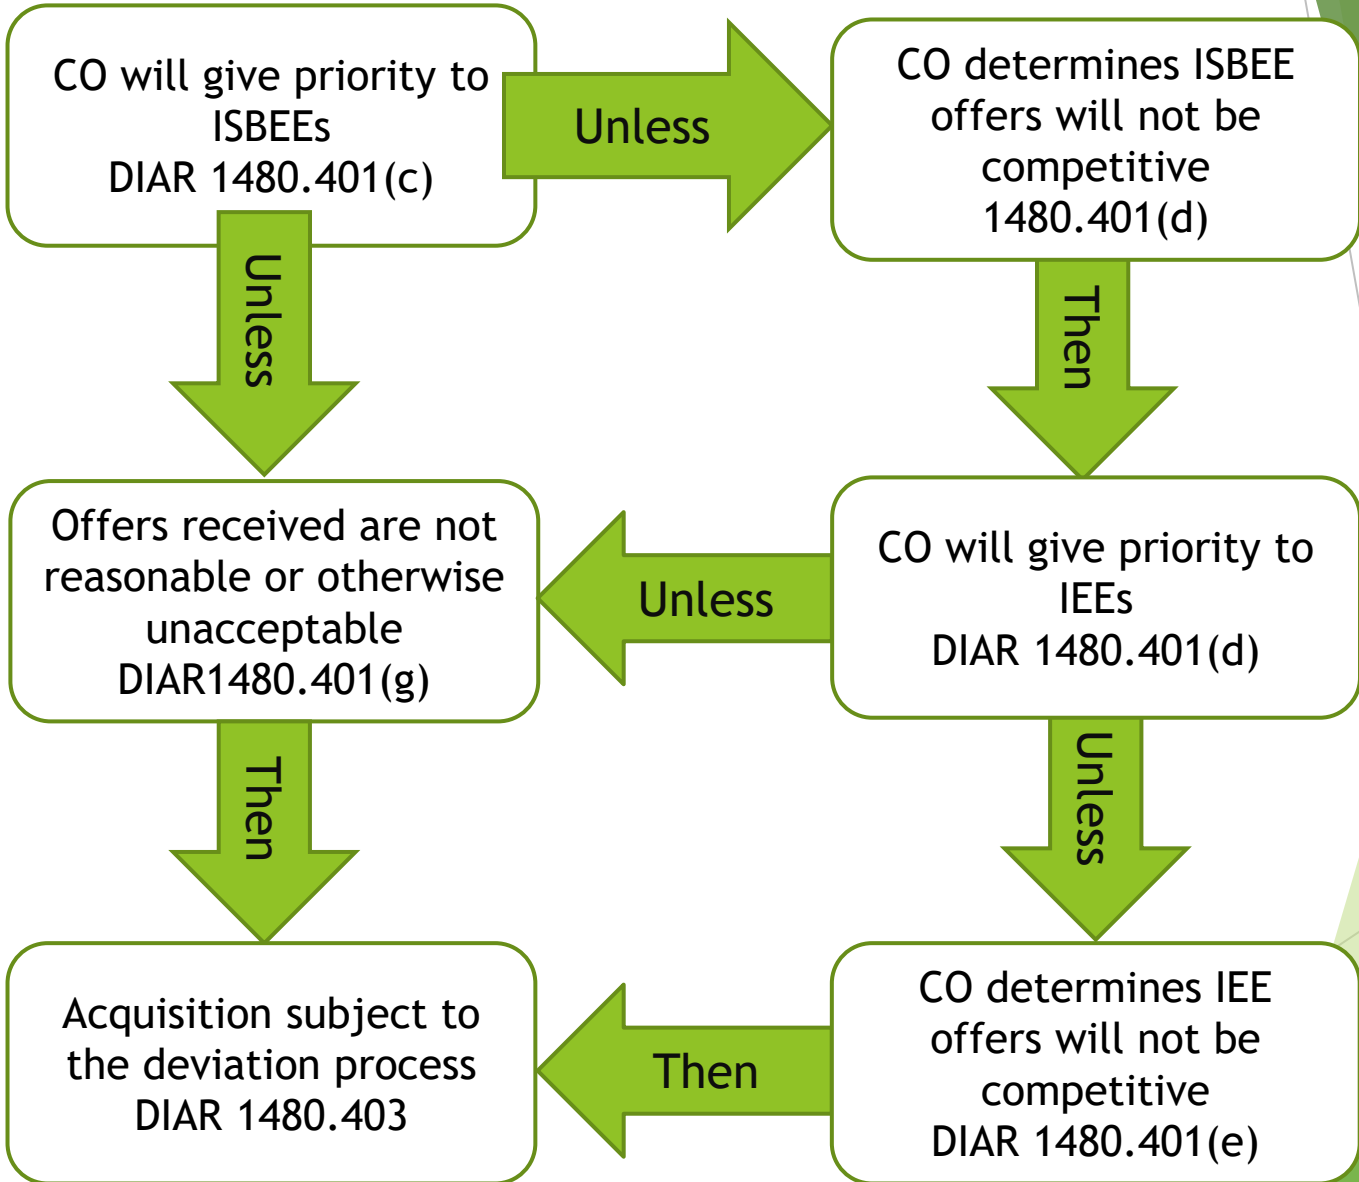 CO will give priority to
ISBEEs
DIAR 1480.401(c)
Unless
CO determines ISBEE
offers will not be
competitive
1480.401(d)
Unless
Then
Offers received are not
reasonable or otherwise
unacceptable
DIAR1480.401(g)
Unless
CO will give priority to
IEEs
DIAR 1480.401(d)
Then
Unless
Acquisition subject to
the deviation process
DIAR 1480.403
Then
CO determines IEE
offers will not be
competitive
DIAR 1480.401(e)